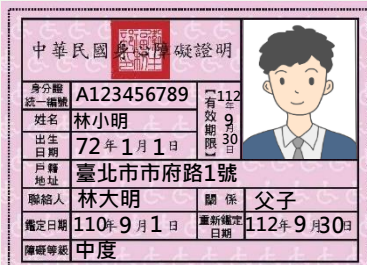 中華民國身心障礙證明
身分證統一編號 A123456789
【有效期限】112年9月30日
姓名 林小明
出生日期 72年1月1日
戶籍地址 臺北市市府路1號
聯絡人 林大明 關係 父子
鑑定日期 110年9月1日 重新鑑定日期 112年9月30日
障礙等級 中度